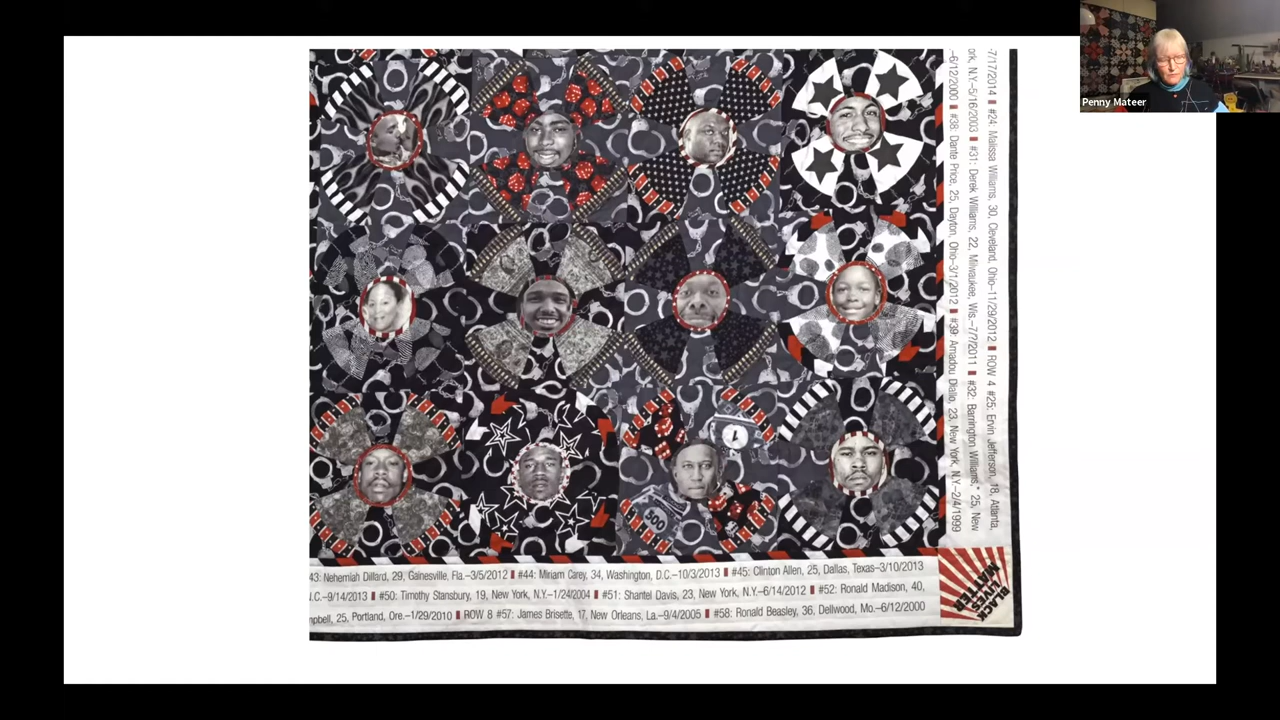 Penny Mateer
-7/17/2014 ▮ #24: Malissa Williams, 30, Cleveland, Ohio–11/29/2012 ▮ ROW 4 #25: Ervin Jefferson, 18, Atlanta,
ork, N.Y.–5/16/2003 ▮ #31: Derek Williams, 22, Milwaukee, Wis.–7/?/2011 ▮ #32: Barrington Williams,* 25, New
.–6/12/2000 ▮ #38: Dante Price, 25, Dayton, Ohio–3/1/2012 ▮ #39: Amadou Diallo, 23, New York, N.Y.–2/4/1999
500
1
43: Nehemiah Dillard, 29, Gainesville, Fla.–3/5/2012 ▮ #44: Miriam Carey, 34, Washington, D.C.–10/3/2013 ▮ #45: Clinton Allen, 25, Dallas, Texas–3/10/2013
.C.–9/14/2013 ▮ #50: Timothy Stansbury, 19, New York, N.Y.–1/24/2004 ▮ #51: Shantel Davis, 23, New York, N.Y.–6/14/2012 ▮ #52: Ronald Madison, 40,
mpbell, 25, Portland, Ore.–1/29/2010 ▮ ROW 8 #57: James Brisette, 17, New Orleans, La.–9/4/2005 ▮ #58: Ronald Beasley, 36, Dellwood, Mo.–6/12/2000
BLACK
LIVES
MATTER